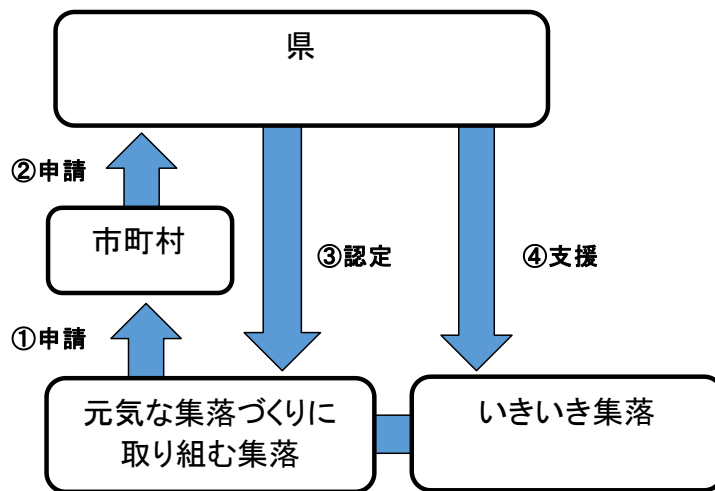 県
②申請
市町村
③認定
④支援
①申請
元気な集落づくりに
取り組む集落
いきいき集落